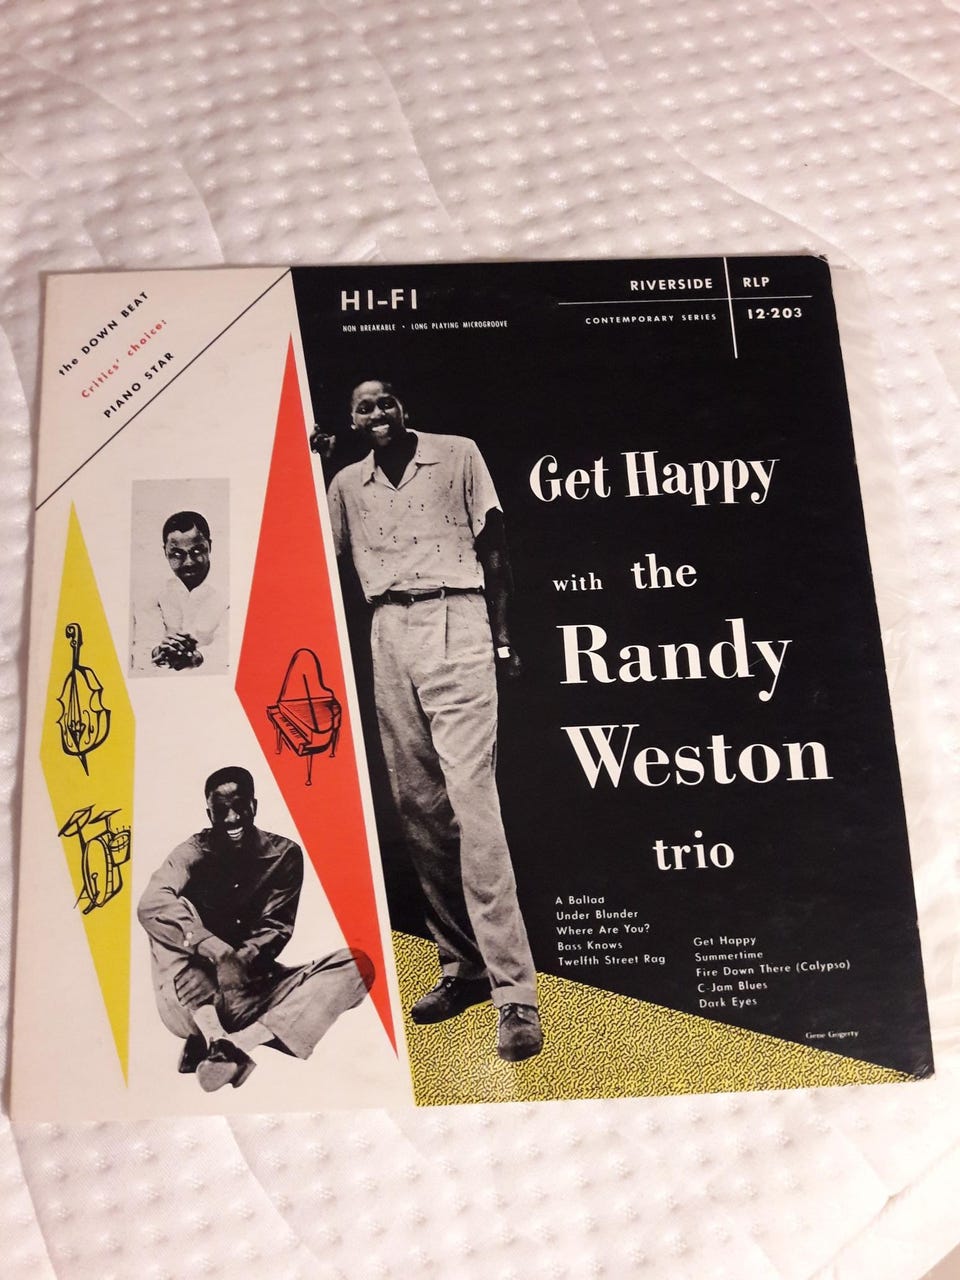 the DOWN BEAT
Critics' choice:
PIANO STAR
HI-FI
NON BREAKABLE • LONG PLAYING MICROGROOVE
RIVERSIDE RLP
CONTEMPORARY SERIES 12-203
Get Happy
with the
Randy
Weston
trio
A Ballad
Under Blunder
Where Are You?
Bass Knows
Twelfth Street Rag
Get Happy
Summertime
Fire Down There (Calypso)
C-Jam Blues
Dark Eyes
Gene Gogerty